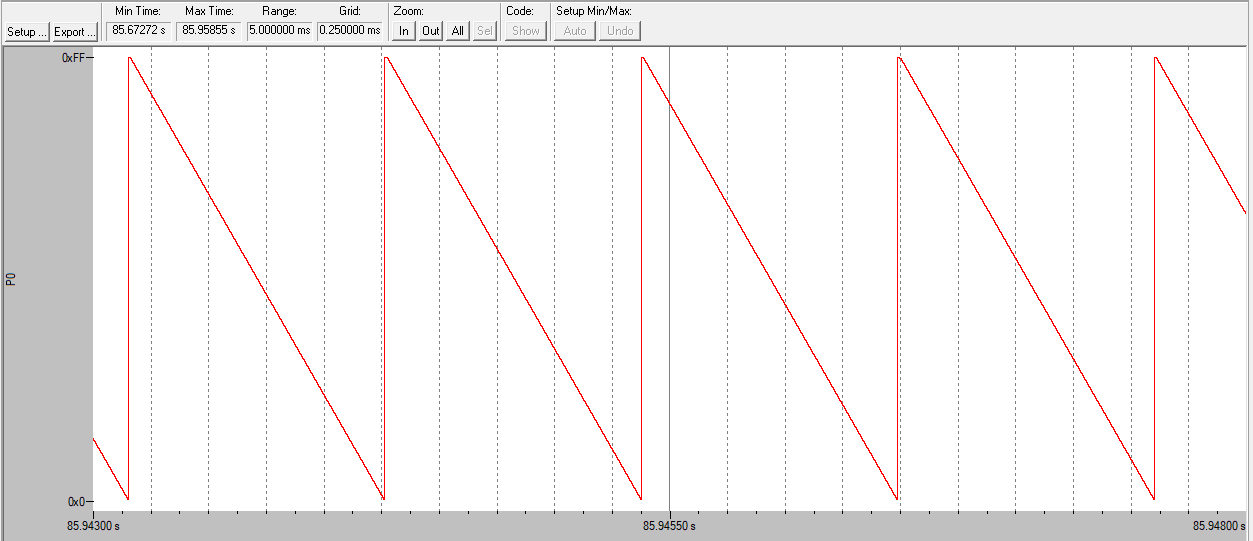 Min Time: Max Time: Range: Grid: Zoom: Code: Setup Min/Max:
Setup ... Export ... 85.67272 s 85.95855 s 5.000000 ms 0.250000 ms In Out All Sel Show Auto Undo
0xFF
P0
0x0
85.94300 s 85.94550 s 85.94800 s